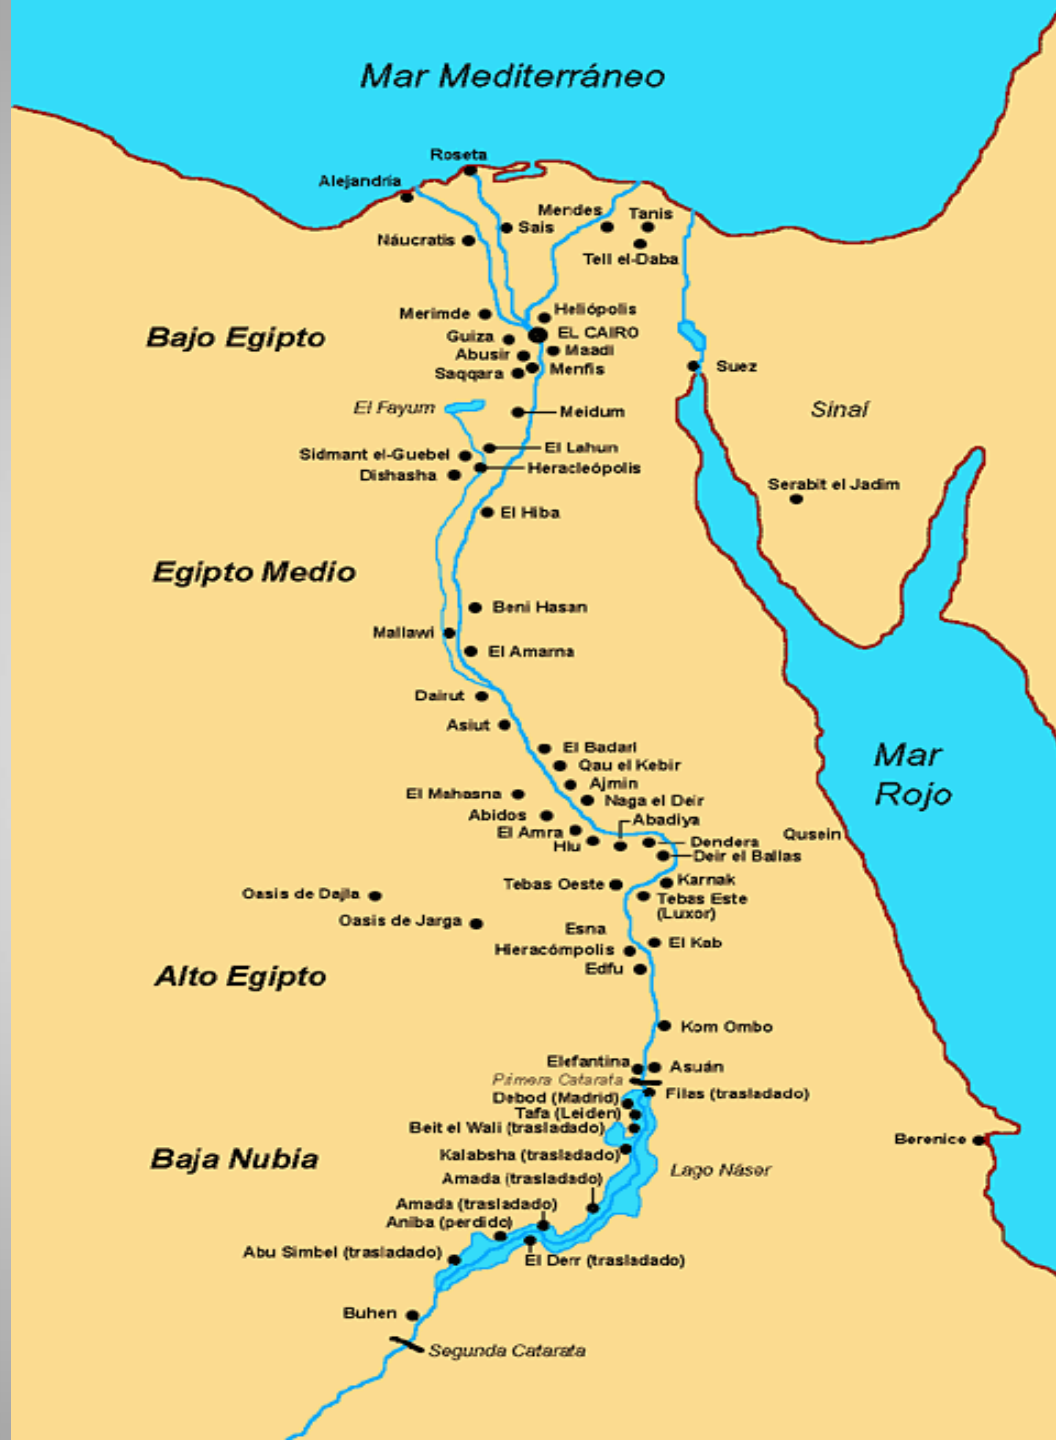 Mar Mediterráneo
Roseta
Alejandría
Mendes
Tanis
Sais
Náucratis
Tell el-Daba
Heliópolis
Merimde
EL CAIRO
Bajo Egipto
Guiza
Maadi
Abusir
Menfis
Saqqara
Suez
El Fayum
Meidum
Sinaí
El Lahun
Sidmant el-Guebel
Heracleópolis
Dishasha
Serabit el Jadim
El Hiba
Egipto Medio
Beni Hasan
Mallawi
El Amarna
Dairut
Asiut
El Badari
Mar
Rojo
Qau el Kebir
Ajmin
El Mahasna
Naga el Deir
Abidos
Abadiya
El Amra
Qusein
Hiu
Dendera
Deir el Ballas
Tebas Oeste
Karnak
Oasis de Dajla
Tebas Este
(Luxor)
Oasis de Jarga
Esna
El Kab
Hieracómpolis
Edfu
Alto Egipto
Kom Ombo
Elefantina
Asuán
Primera Catarata
Filas (trasladado)
Debod (Madrid)
Tafa (Leiden)
Beit el Wali (trasladado)
Berenice
Kalabsha (trasladado)
Baja Nubia
Lago Náser
Amada (trasladado)
Amada (trasladado)
Aniba (perdido)
Abu Simbel (trasladado)
El Derr (trasladado)
Buhen
Segunda Catarata